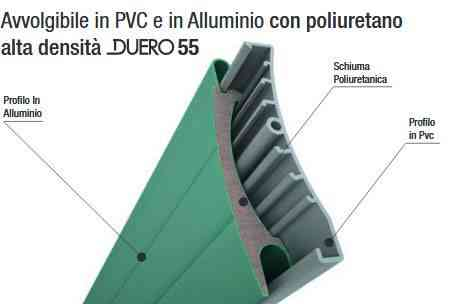 Avvolgibile in PVC e in Alluminio con poliuretano
alta densità DUERO 55
Schiuma
Poliuretanica
Profilo In
Alluminio
Profilo
in Pvc